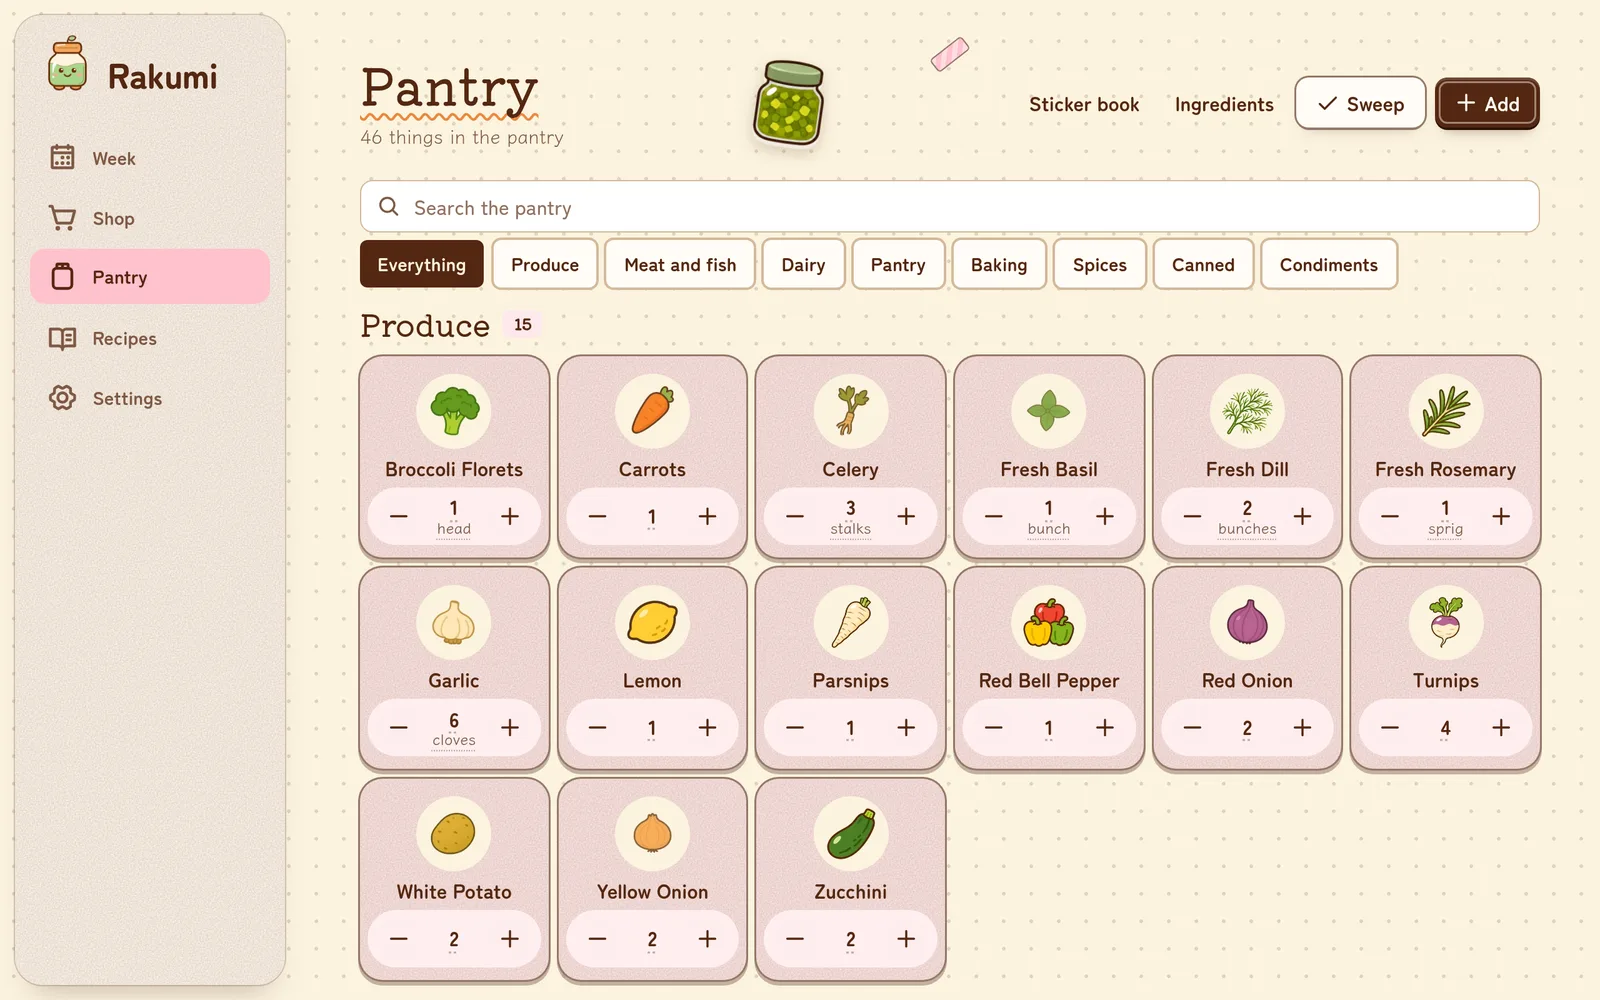 Rakumi
Week
Shop
Pantry
Recipes
Settings
Pantry
46 things in the pantry
Sticker book
Ingredients
Sweep
Add
Search the pantry
Everything
Produce
Meat and fish
Dairy
Pantry
Baking
Spices
Canned
Condiments
Produce 15
Broccoli Florets
1
head
Carrots
1
Celery
3
stalks
Fresh Basil
1
bunch
Fresh Dill
2
bunches
Fresh Rosemary
1
sprig
Garlic
6
cloves
Lemon
1
Parsnips
1
Red Bell Pepper
1
Red Onion
2
Turnips
4
White Potato
2
Yellow Onion
2
Zucchini
2